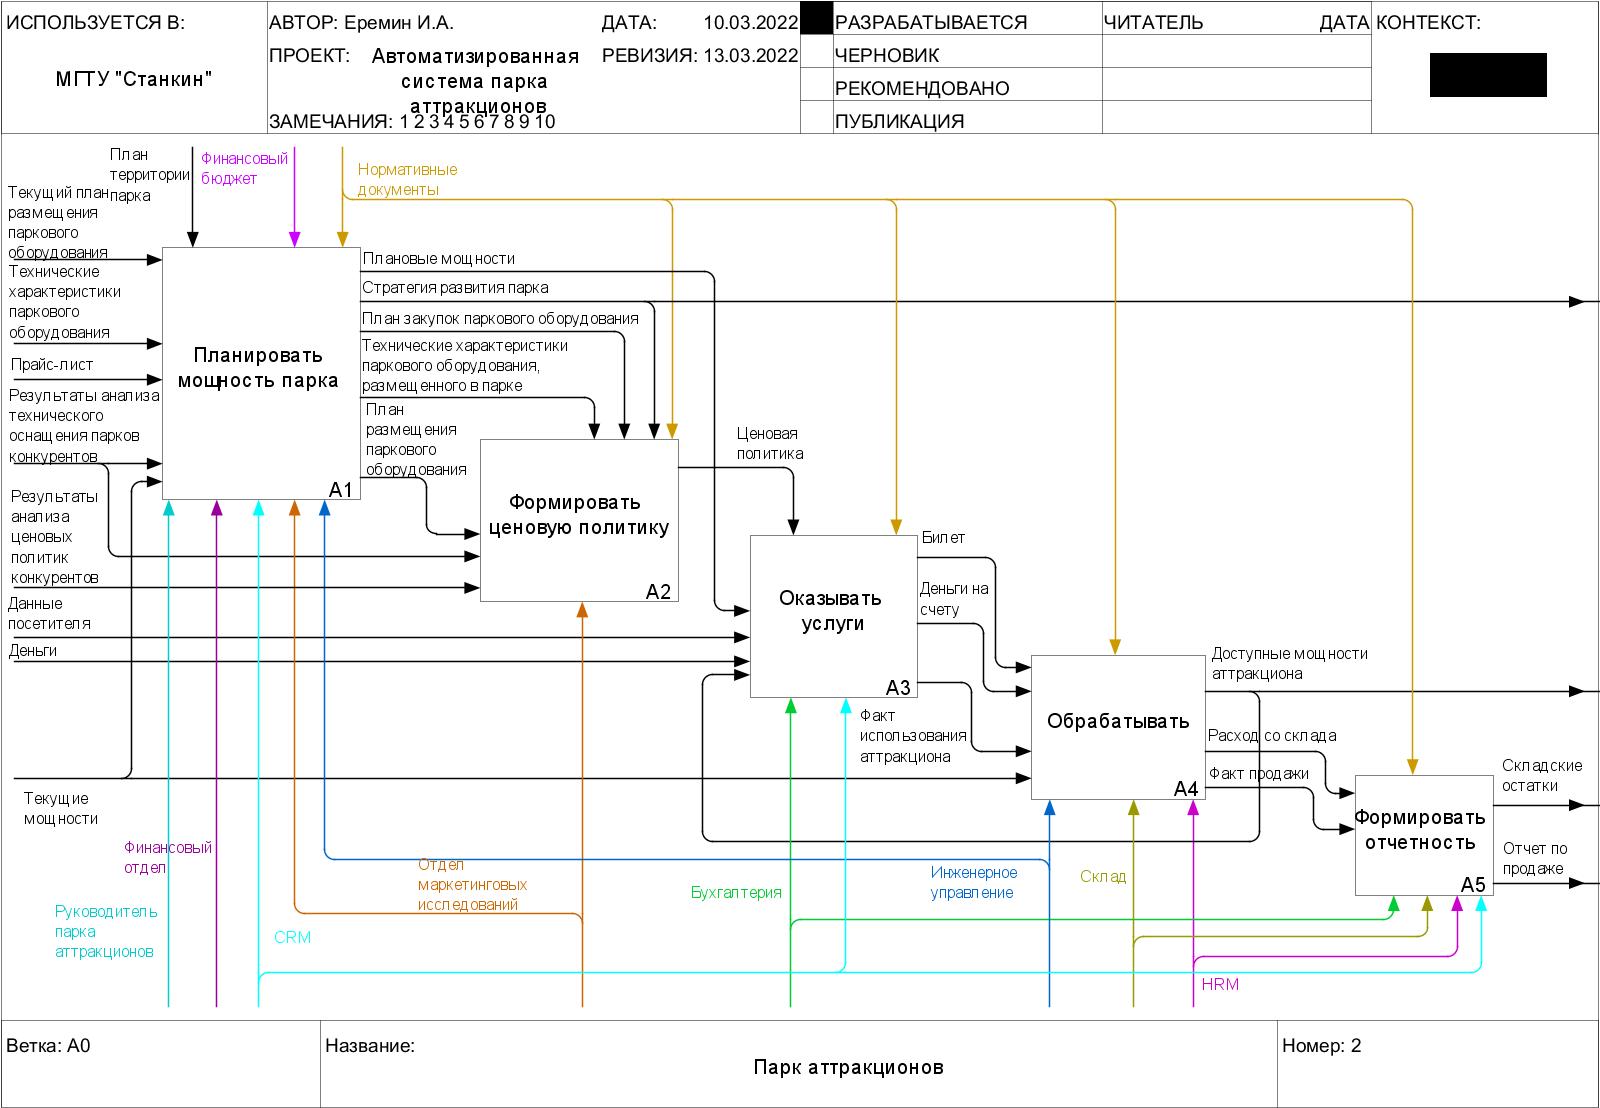 ИСПОЛЬЗУЕТСЯ В:
МГТУ "Станкин"
АВТОР: Еремин И.А.
ДАТА: 10.03.2022
ПРОЕКТ: Автоматизированная
система парка
аттракционов
РЕВИЗИЯ: 13.03.2022
ЗАМЕЧАНИЯ: 1 2 3 4 5 6 7 8 9 10
РАЗРАБАТЫВАЕТСЯ
ЧЕРНОВИК
РЕКОМЕНДОВАНО
ПУБЛИКАЦИЯ
ЧИТАТЕЛЬ
ДАТА
КОНТЕКСТ:
План
территории
парка
Финансовый
бюджет
Нормативные
документы
Текущий план
размещения
паркового
оборудования
Технические
характеристики
паркового
оборудования
Прайс-лист
Результаты анализа
технического
оснащения парков
конкурентов
Результаты
анализа
ценовых
политик
конкурентов
Данные
посетителя
Деньги
Текущие
мощности
Планировать
мощность парка
A1
Плановые мощности
Стратегия развития парка
План закупок паркового оборудования
Технические характеристики
паркового оборудования,
размещенного в парке
План
размещения
паркового
оборудования
Формировать
ценовую политику
A2
Ценовая
политика
Оказывать
услуги
A3
Билет
Деньги на
счету
Факт
использования
аттракциона
Обрабатывать
A4
Доступные мощности
аттракциона
Расход со склада
Факт продажи
Формировать
отчетность
A5
Складские
остатки
Отчет по
продаже
Финансовый
отдел
Руководитель
парка
аттракционов
CRM
Отдел
маркетинговых
исследований
Бухгалтерия
Инженерное
управление
Склад
HRM
Ветка: A0
Название:
Парк аттракционов
Номер: 2